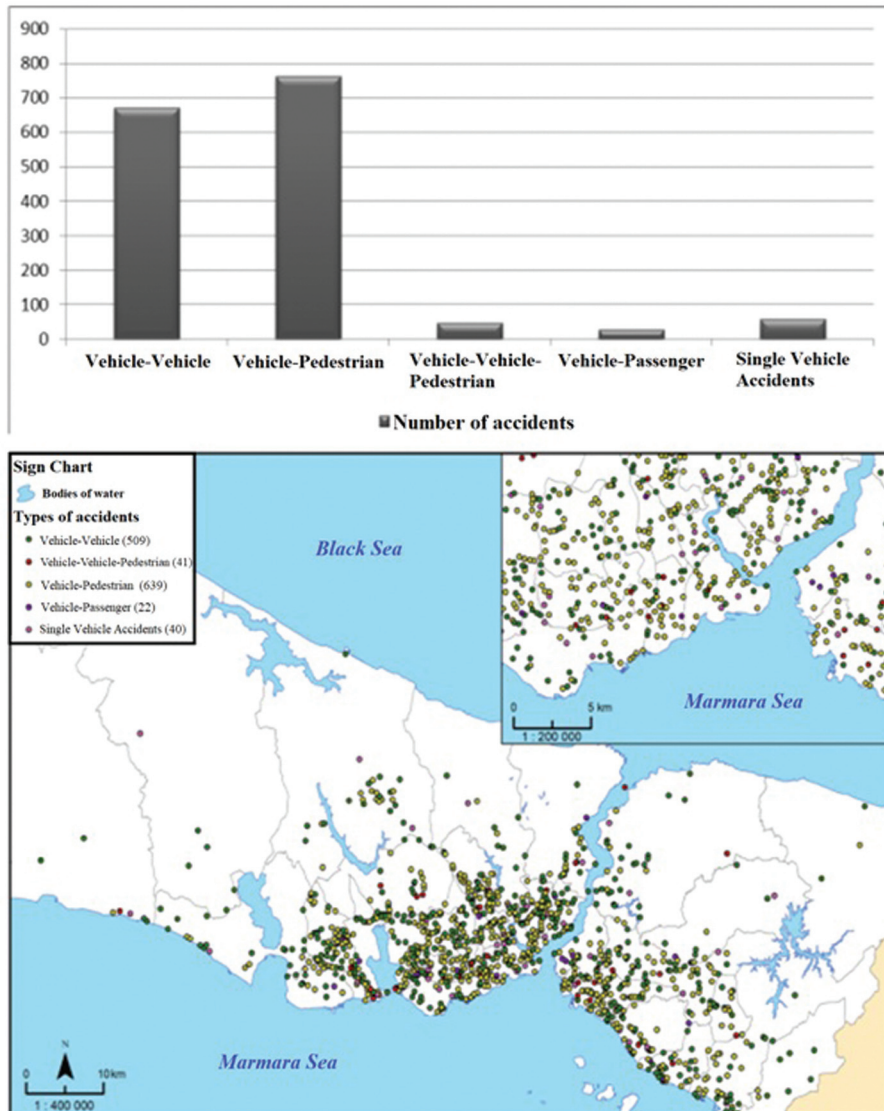 900
800
700
600
500
400
300
200
100
0
Vehicle-Vehicle
Vehicle-Pedestrian
Vehicle-Vehicle-
Pedestrian
Vehicle-Passenger
Single Vehicle
Accidents
Number of accidents
Sign Chart
Bodies of water
Types of accidents
Vehicle-Vehicle (509)
Vehicle-Vehicle-Pedestrian (41)
Vehicle-Pedestrian (639)
Vehicle-Passenger (22)
Single Vehicle Accidents (40)
Black Sea
Marmara Sea
0 5 km
1 : 200 000
Marmara Sea
N
0 10km
1 : 400 000